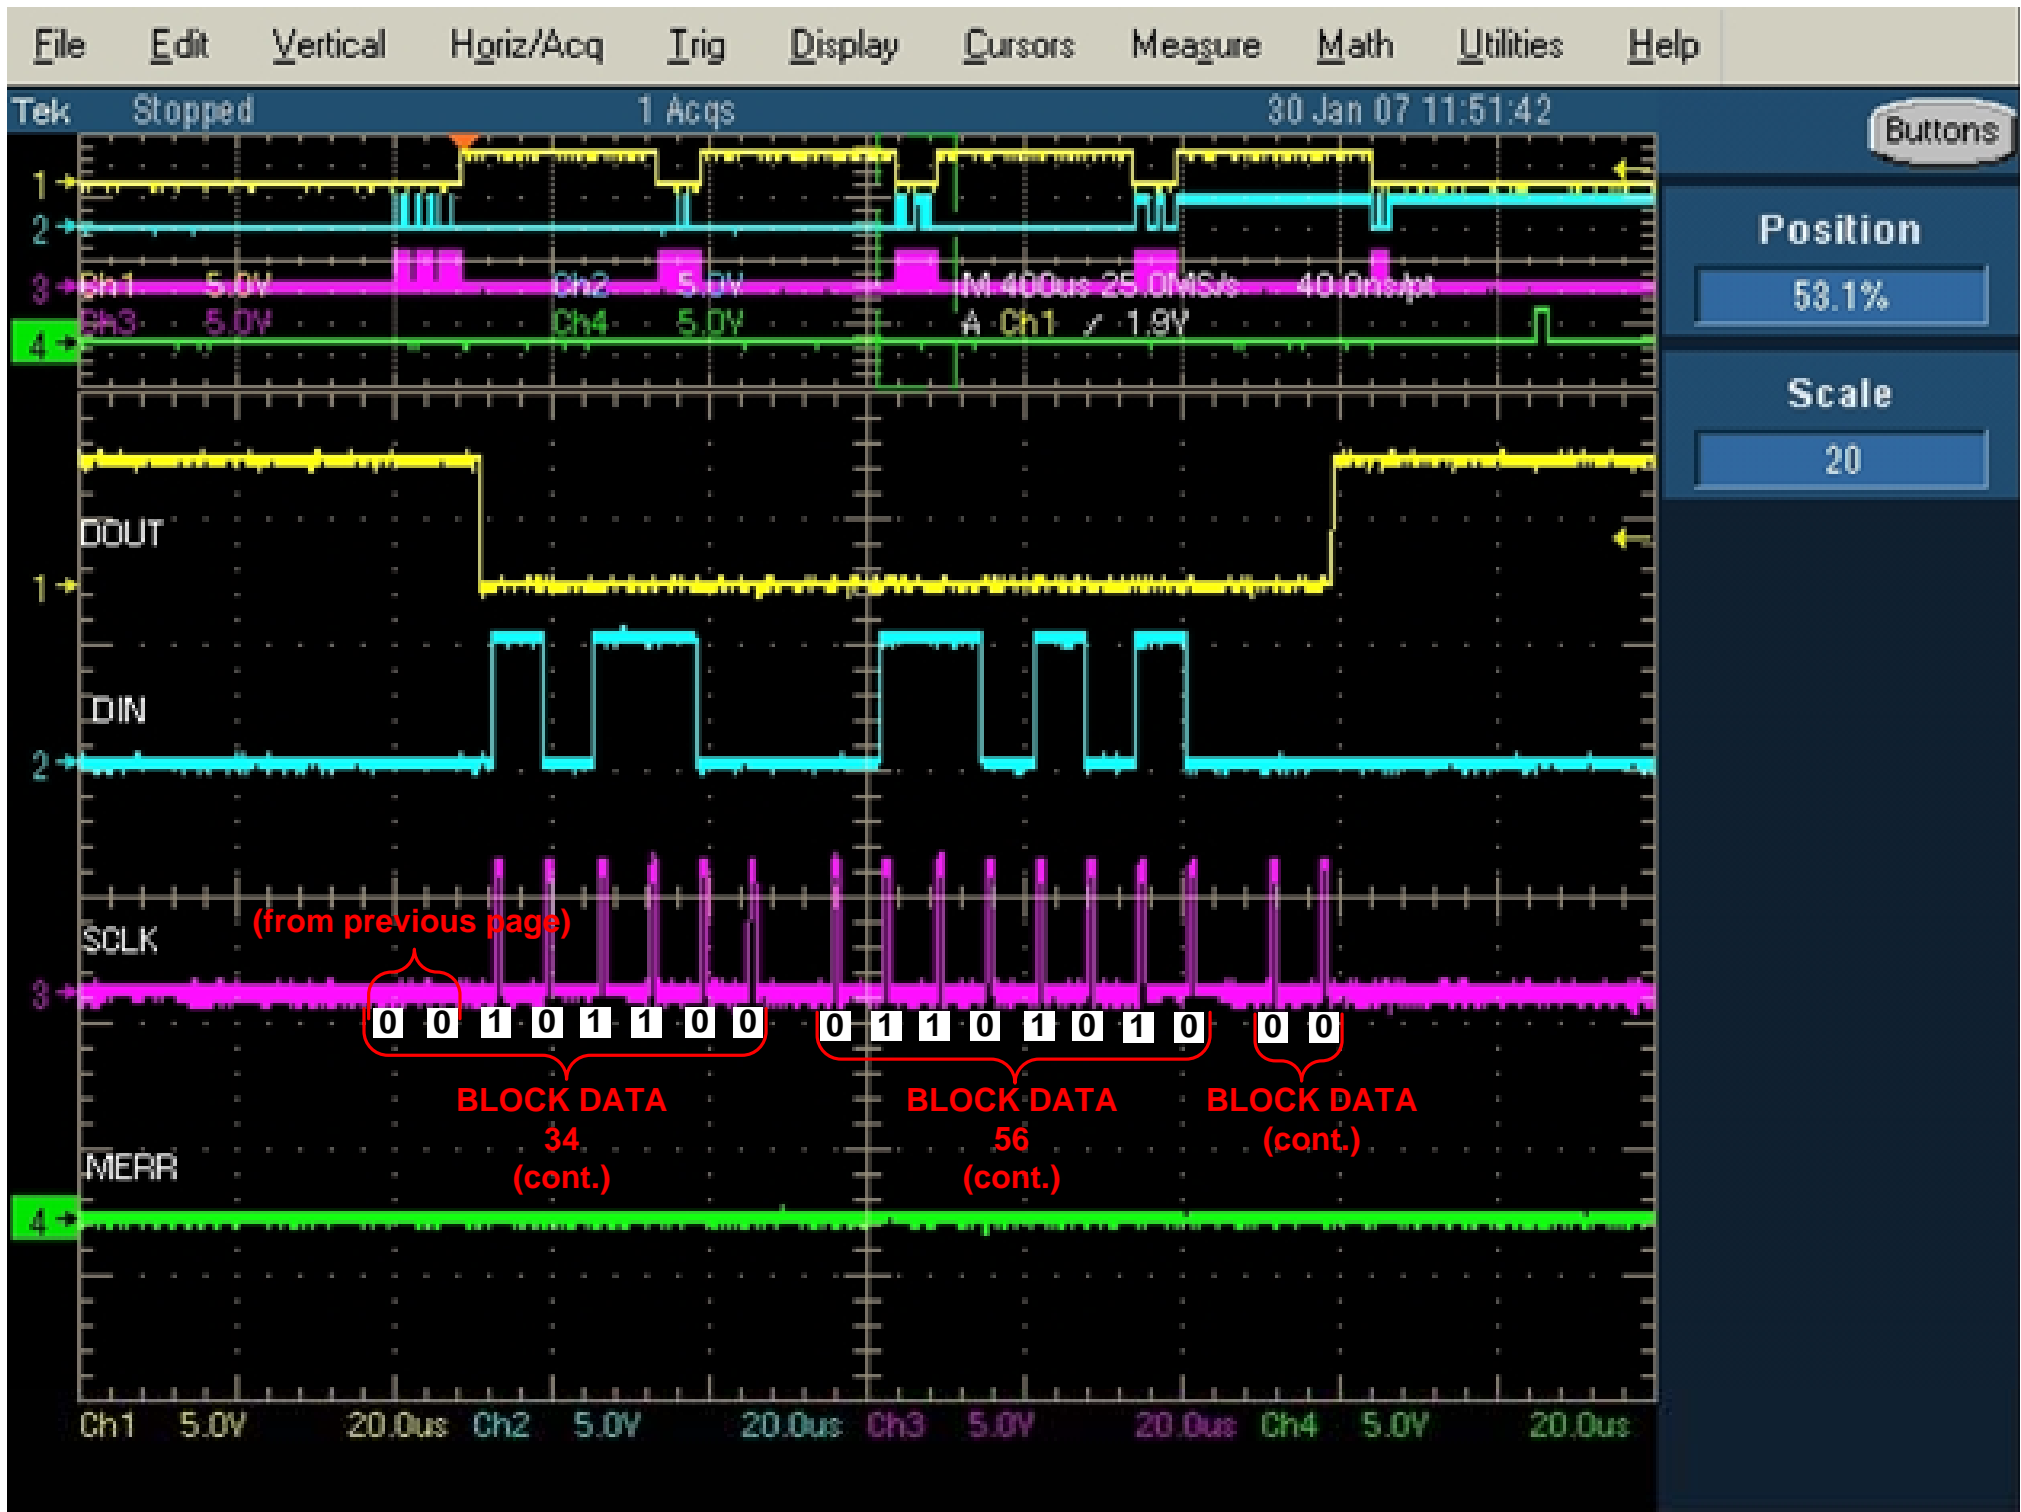 File Edit Vertical Horiz/Acq Trig Display Cursors Measure Math Utilities Help
Tek Stopped 1 Acqs 30 Jan 07 11:51:42
Buttons
1
2
3
Ch1 5.0V Ch2 5.0V M 400us 25.0MS/s 40.0ns/pt
Ch3 5.0V Ch4 5.0V A Ch1 / 1.9V
4
Position
53.1%
Scale
20
DOUT
1
DIN
2
(from previous page)
SCLK
3
0 0 1 0 1 1 0 0 0 1 1 0 1 0 1 0 0 0
BLOCK DATA BLOCK DATA BLOCK DATA
34 56 (cont.)
(cont.) (cont.)
MERR
4
Ch1 5.0V 20.0us Ch2 5.0V 20.0us Ch3 5.0V 20.0us Ch4 5.0V 20.0us